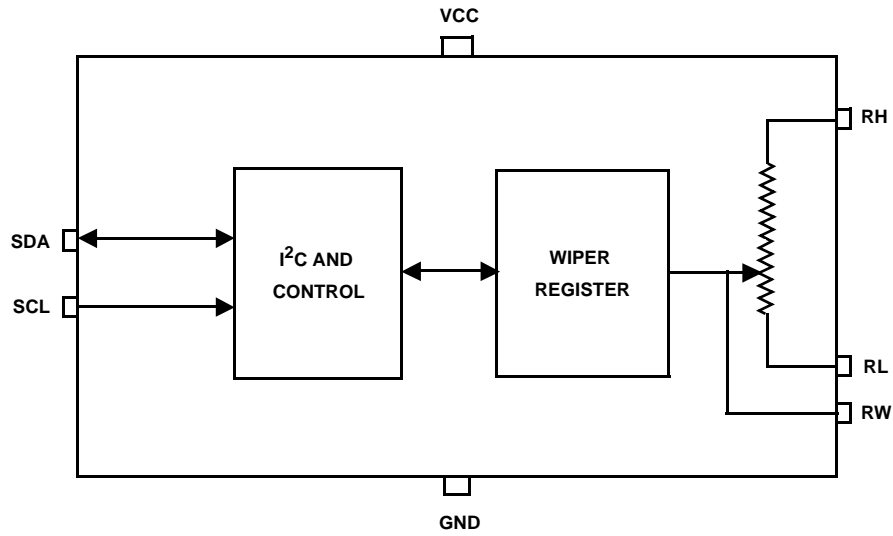 VCC
RH
SDA
I²C AND
CONTROL
WIPER
REGISTER
SCL
RL
RW
GND